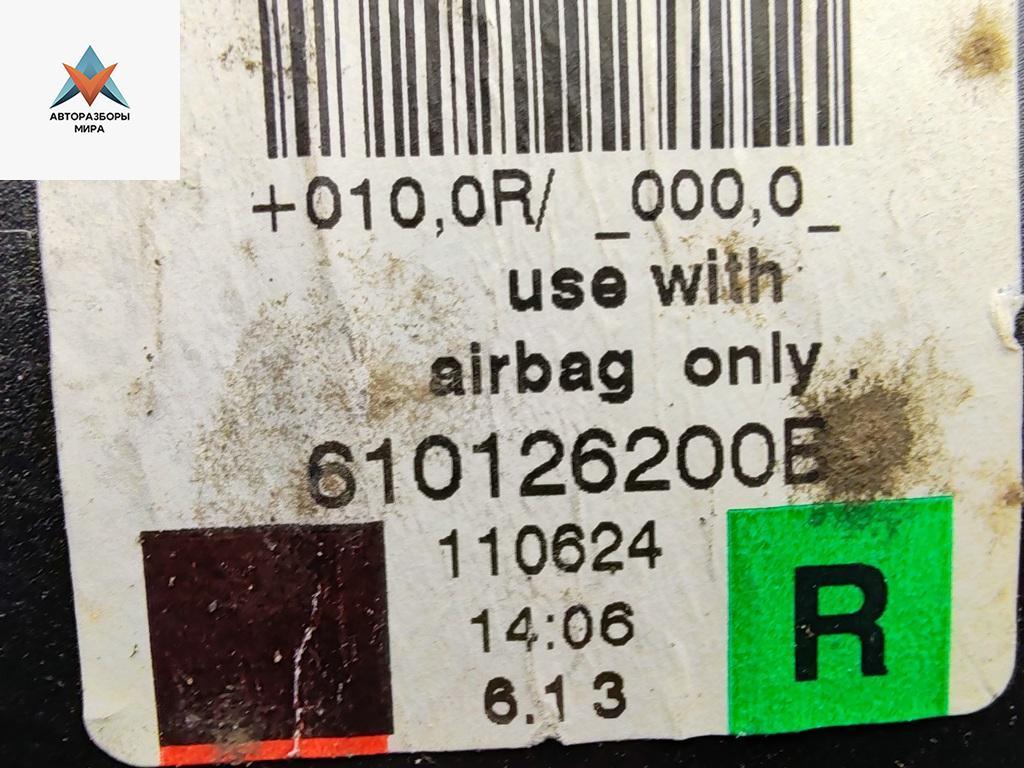 АВТОРАЗБОРЫ
МИРА
+010,0R/ _000,0_
use with
airbag only.
610126200E
110624
14:06
6.13
R